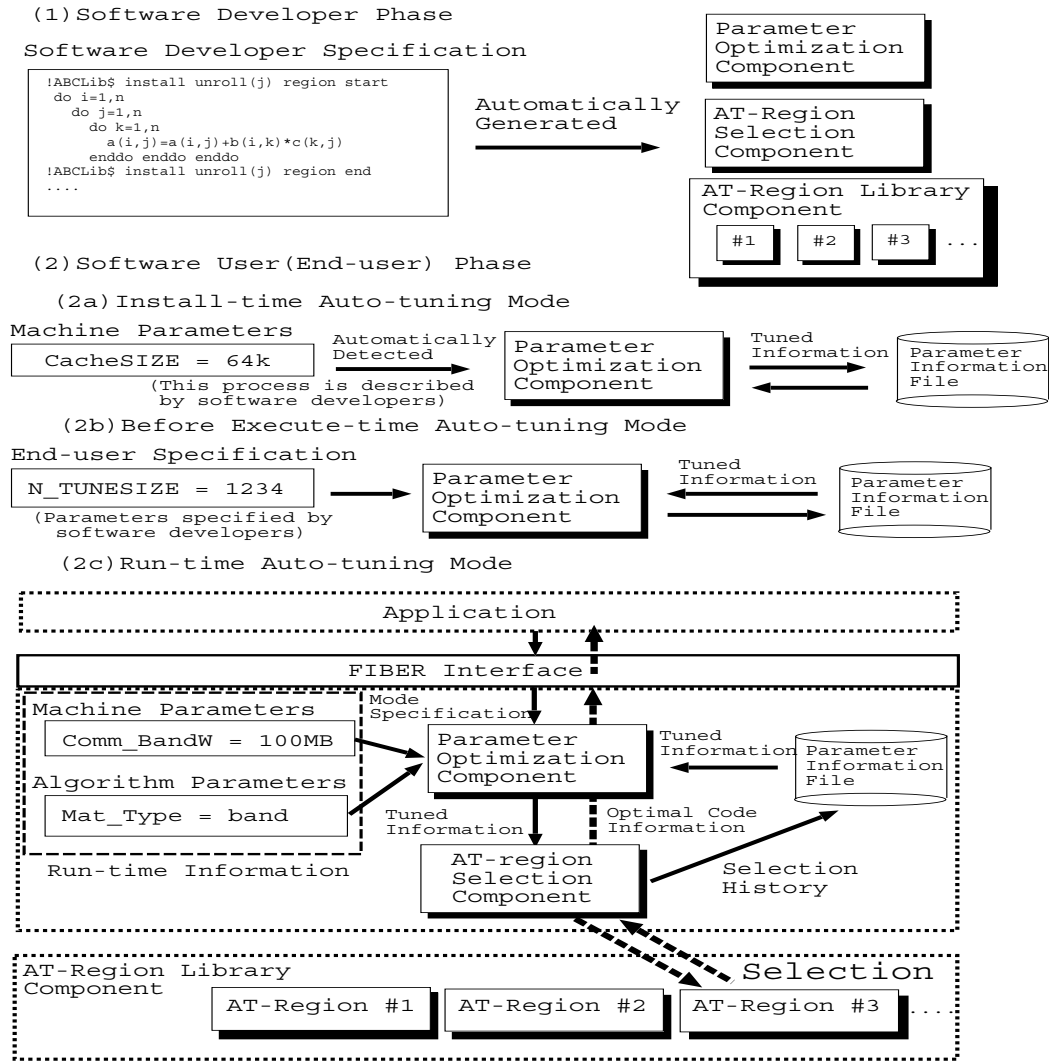 (1)Software Developer Phase
Software Developer Specification
!ABCLib$ install unroll(j) region start
do i=1,n
do j=1,n
do k=1,n
a(i,j)=a(i,j)+b(i,k)*c(k,j)
enddo enddo enddo
!ABCLib$ install unroll(j) region end
....
Automatically
Generated
Parameter
Optimization
Component
AT-Region
Selection
Component
AT-Region Library
Component
#1
#2
#3
...
(2)Software User(End-user) Phase
(2a)Install-time Auto-tuning Mode
Machine Parameters
CacheSIZE = 64k
(This process is described
by software developers)
Automatically
Detected
Parameter
Optimization
Component
Tuned
Information
Parameter
Information
File
(2b)Before Execute-time Auto-tuning Mode
End-user Specification
N_TUNESIZE = 1234
(Parameters specified by
software developers)
Parameter
Optimization
Component
Tuned
Information
Parameter
Information
File
(2c)Run-time Auto-tuning Mode
Application
FIBER Interface
Mode
Specification
Machine Parameters
Comm_BandW = 100MB
Algorithm Parameters
Mat_Type = band
Run-time Information
Parameter
Optimization
Component
Tuned
Information
Parameter
Information
File
Tuned
Information
Optimal Code
Information
AT-region
Selection
Component
Selection
History
AT-Region Library
Component
Selection
AT-Region #1
AT-Region #2
AT-Region #3
....